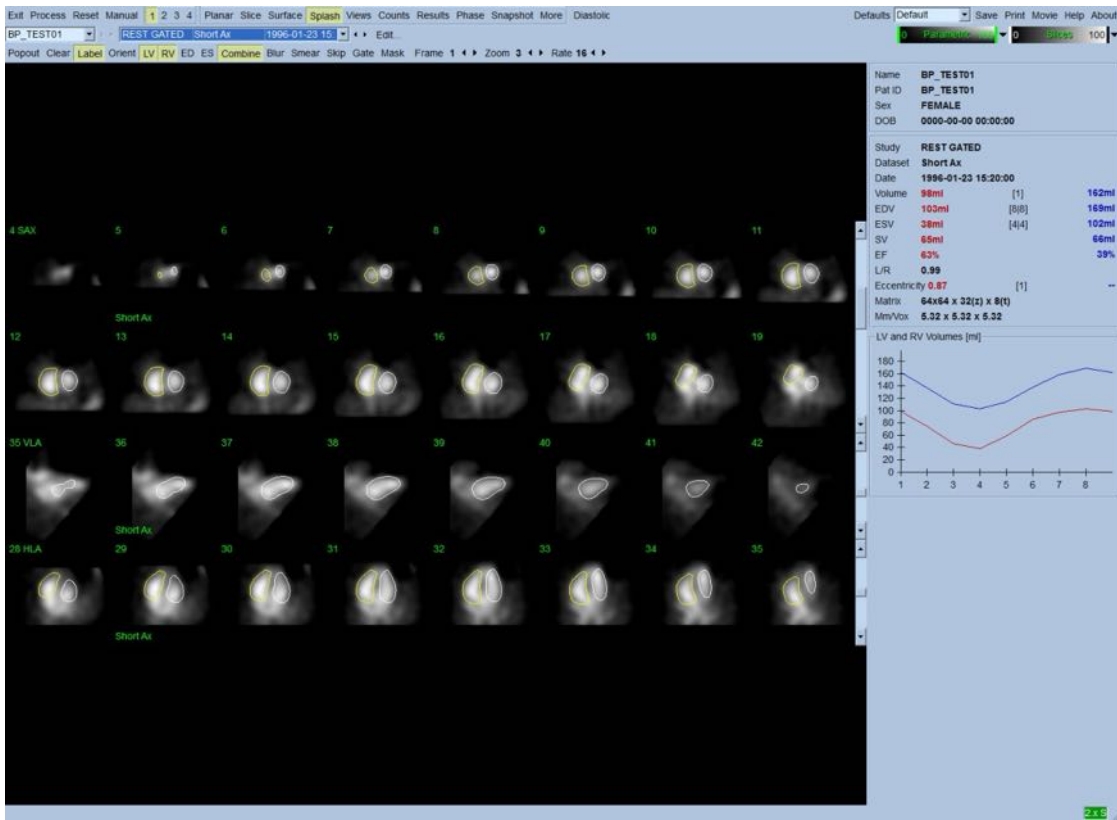 Exit Process Reset Manual 1 2 3 4 Planar Slice Surface Splash Views Counts Results Phase Snapshot More Diastolic Defaults Default Save Print Movie Help About
BP_TEST01 REST GATED Short Ax 1996-01-23 15: Edit... 0 Parametric 0 Slices 100
Popout Clear Label Orient LV RV ED ES Combine Blur Smear Skip Gate Mask Frame 1 Zoom 3 Rate 16
Name BP_TEST01
Pat ID BP_TEST01
Sex FEMALE
DOB 0000-00-00 00:00:00
Study REST GATED
Dataset Short Ax
Date 1996-01-23 15:20:00
Volume 98ml [1] 162ml
EDV 103ml [8|8] 169ml
ESV 38ml [4|4] 102ml
SV 65ml 66ml
EF 63% 39%
L/R 0.99
Eccentricity 0.87 [1] --
Matrix 64x64 x 32(z) x 8(t)
Mm/Vox 5.32 x 5.32 x 5.32
LV and RV Volumes [ml]
180
160
140
120
100
80
60
40
20
0
1 2 3 4 5 6 7 8
4 SAX 5 6 7 8 9 10 11
Short Ax
12 13 14 15 16 17 18 19
35 VLA 36 37 38 39 40 41 42
Short Ax
28 HLA 29 30 31 32 33 34 35
Short Ax
2 x S